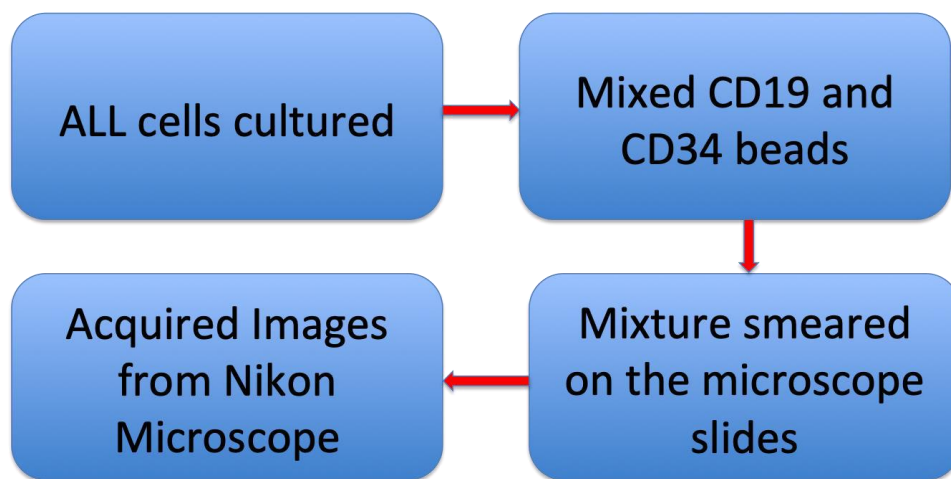 ALL cells cultured
Mixed CD19 and
CD34 beads
Mixture smeared
on the microscope
slides
Acquired Images
from Nikon
Microscope